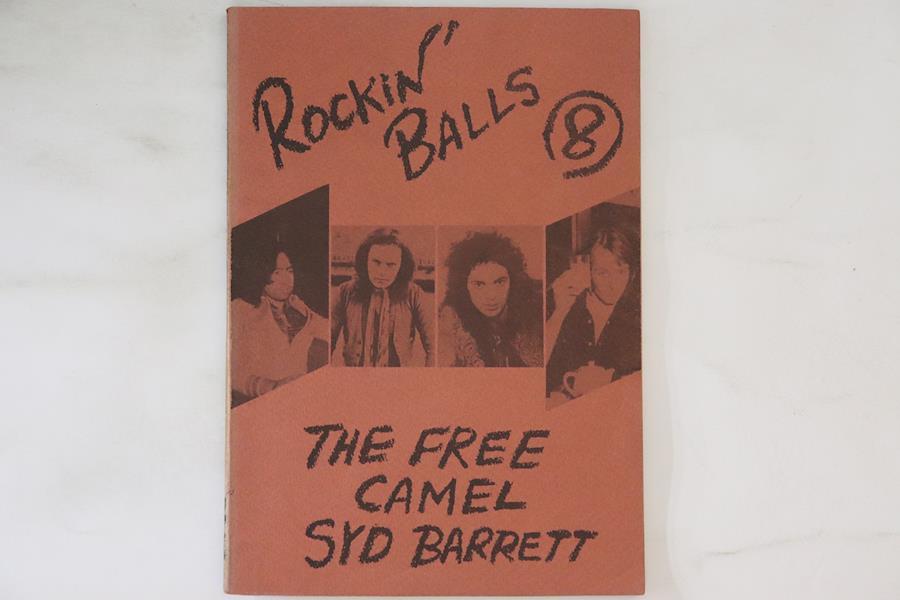 ROCKIN'
BALLS 8
THE FREE
CAMEL
SYD BARRETT